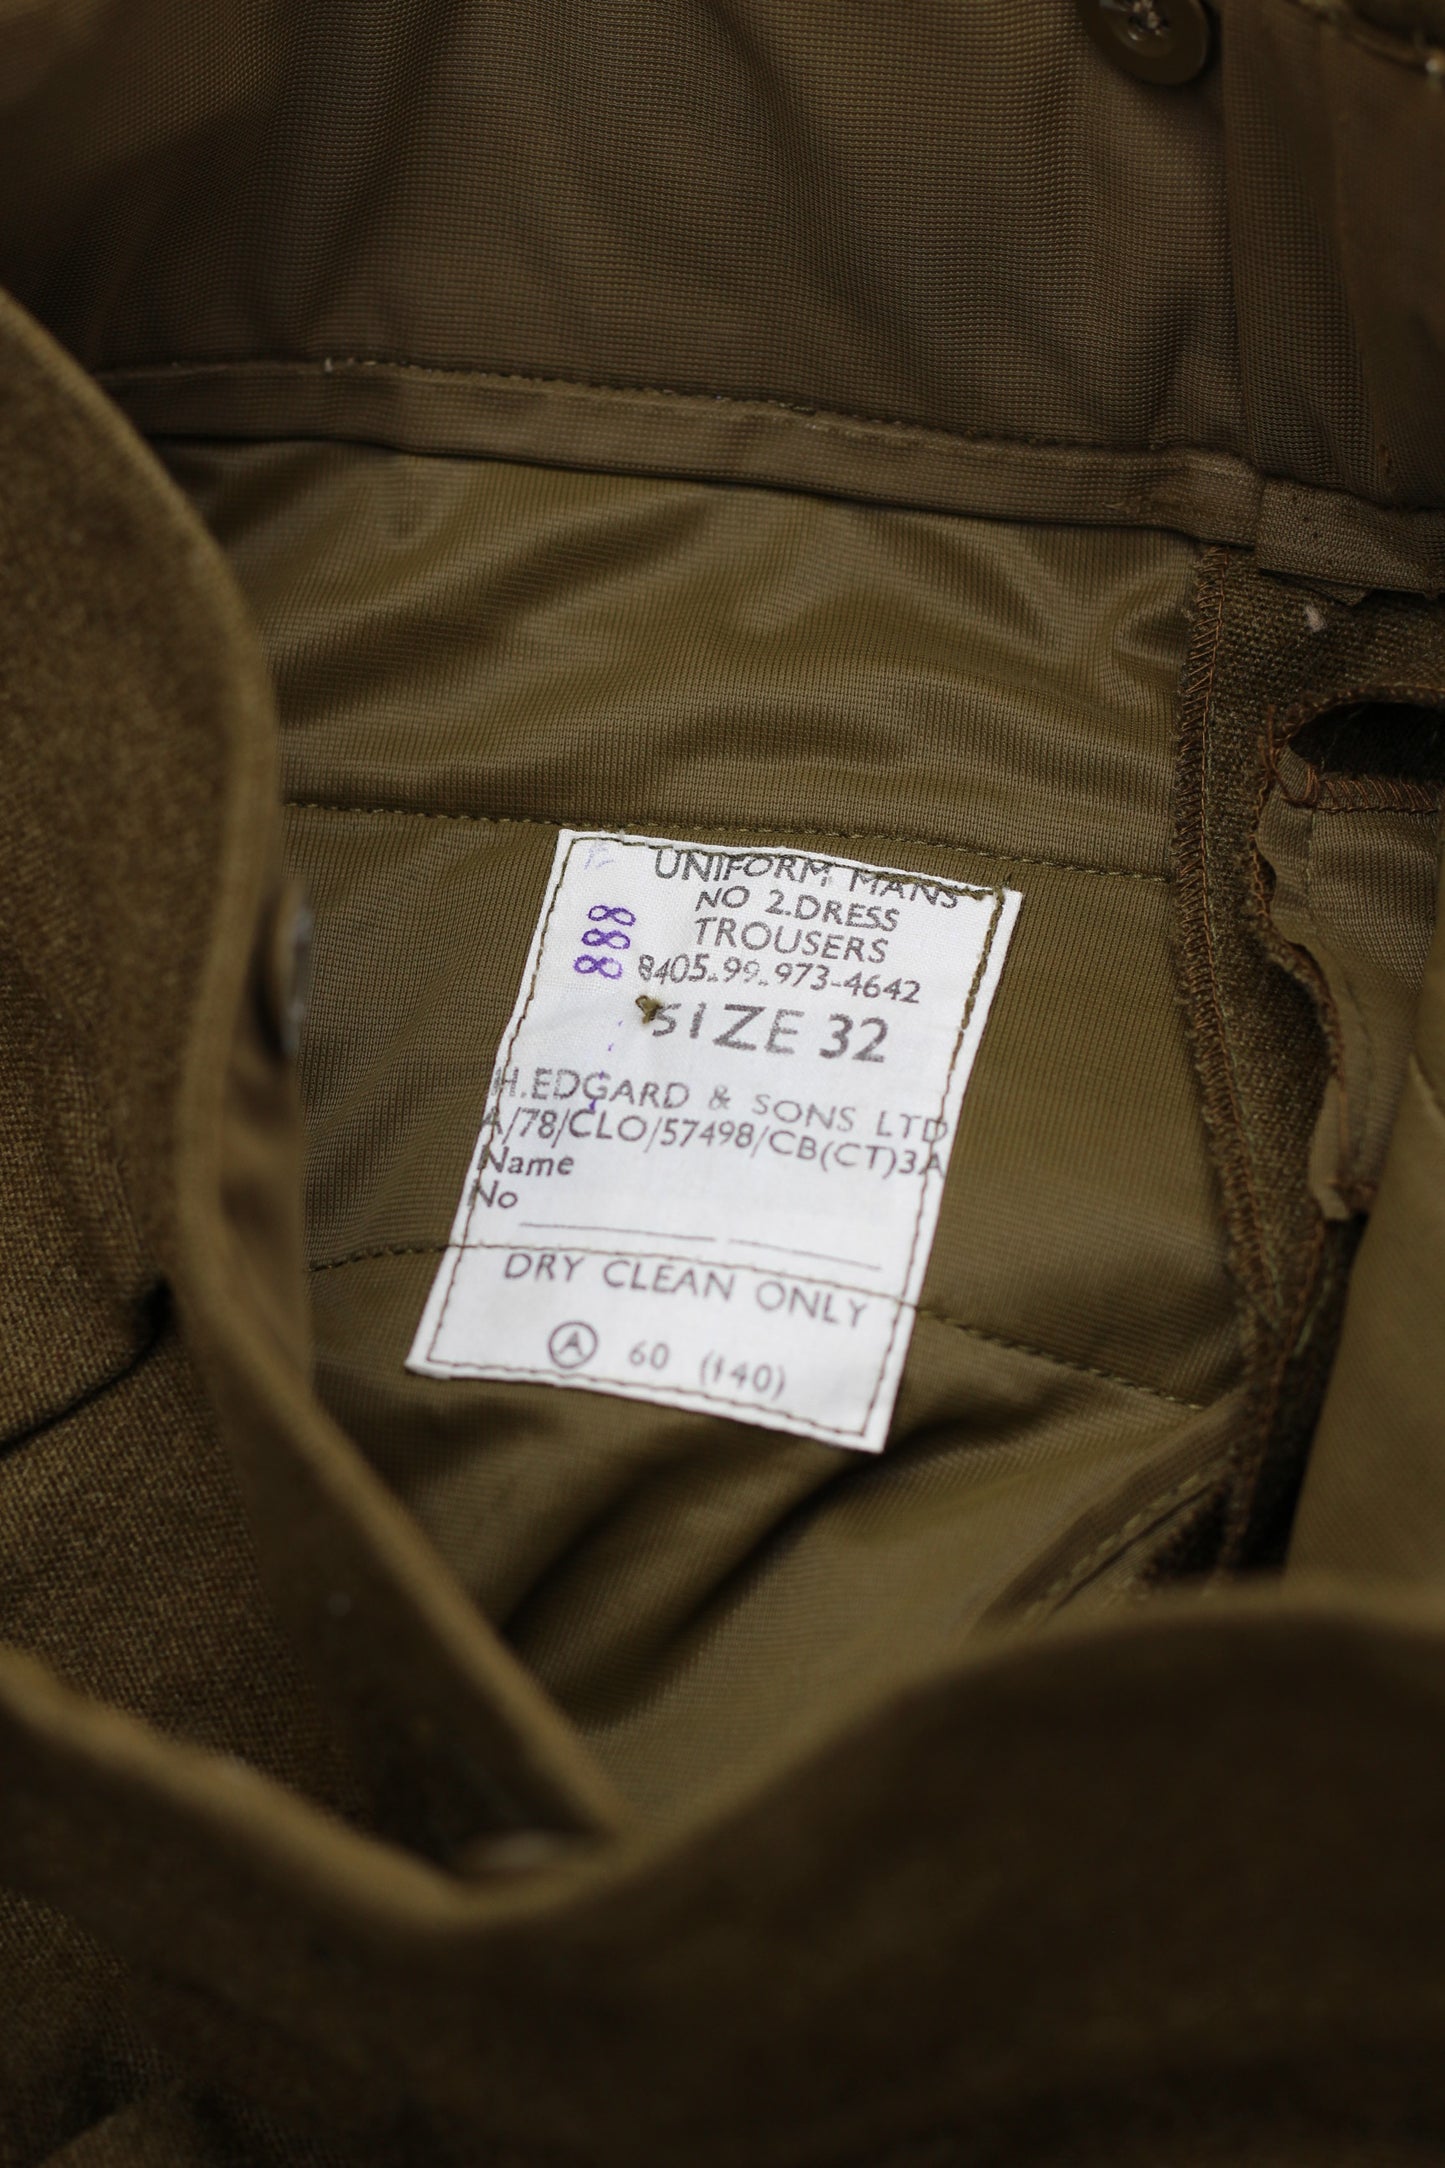 UNIFORM MANS
NO 2.DRESS
TROUSERS
8405-99-973-4642
SIZE 32
H.EDGARD & SONS LTD
A/78/CLO/57498/CB(CT)3A
Name
No
DRY CLEAN ONLY
A 60 (140)
888